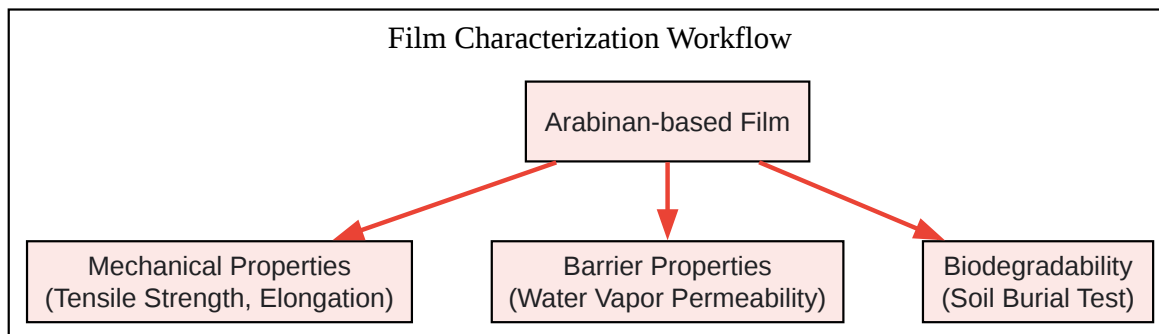 Film Characterization Workflow
Arabinan-based Film
Mechanical Properties
(Tensile Strength, Elongation)
Barrier Properties
(Water Vapor Permeability)
Biodegradability
(Soil Burial Test)